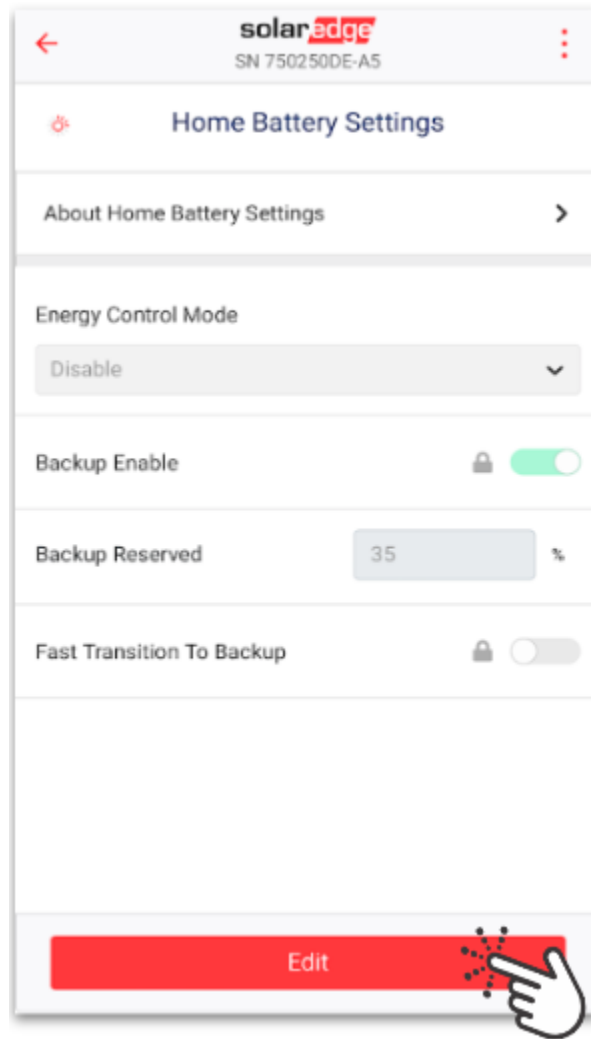 solaredge
SN 750250DE-A5
Home Battery Settings
About Home Battery Settings
Energy Control Mode
Disable
Backup Enable
Backup Reserved 35 %
Fast Transition To Backup
Edit